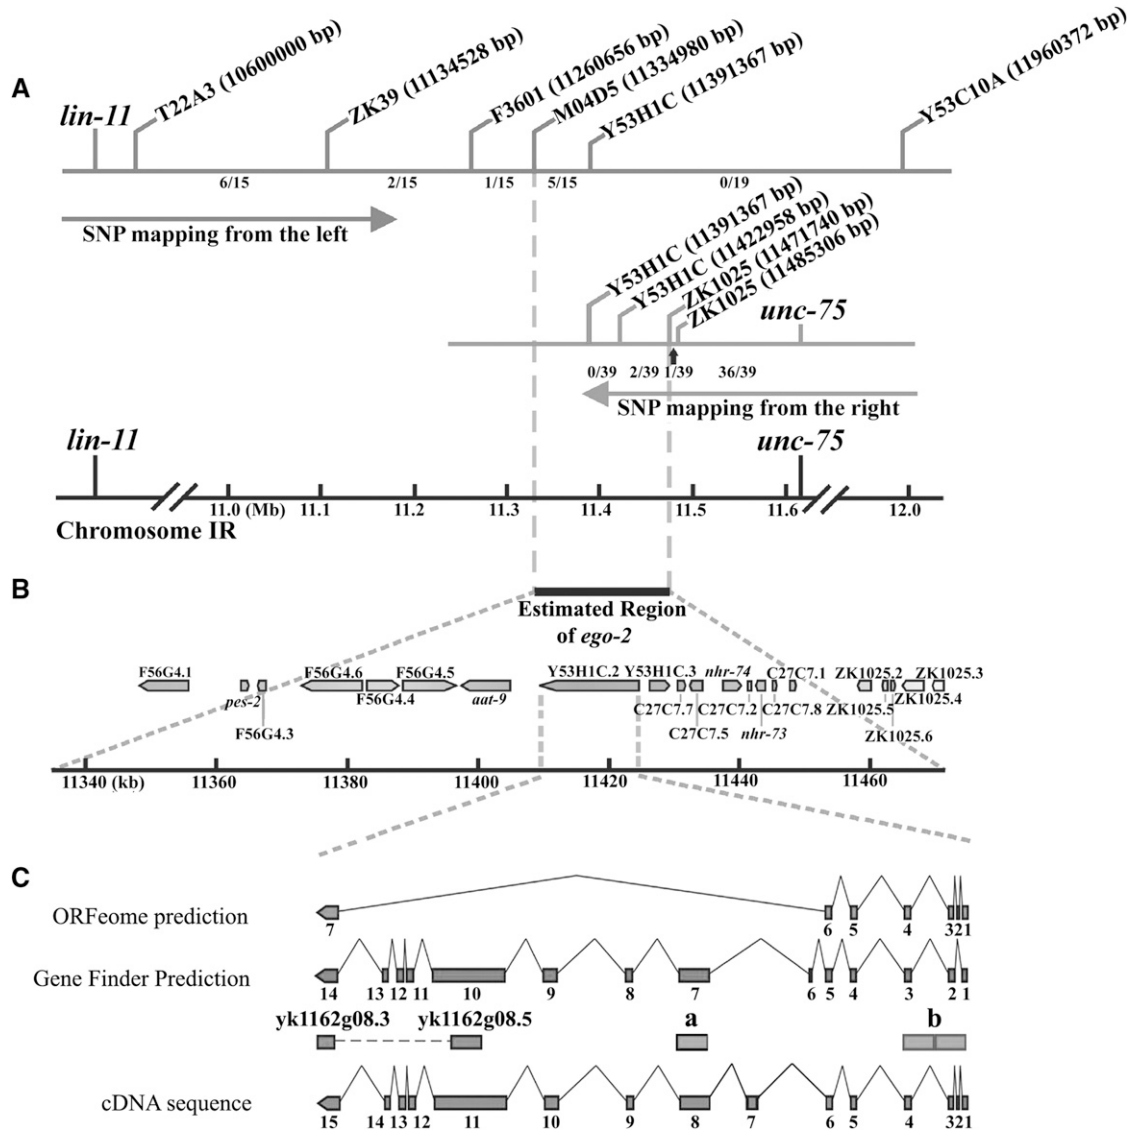 A
lin-11
T22A3 (10600000 bp)
ZK39 (11134528 bp)
F3601 (11260656 bp)
M04D5 (11334980 bp)
Y53H1C (11391367 bp)
Y53C10A (11960372 bp)
6/15
2/15
1/15
5/15
0/19
SNP mapping from the left
Y53H1C (11391367 bp)
Y53H1C (11422958 bp)
ZK1025 (11471740 bp)
ZK1025 (11485306 bp)
unc-75
0/39
2/39
1/39
36/39
SNP mapping from the right
lin-11
unc-75
11.0 (Mb)
11.1
11.2
11.3
11.4
11.5
11.6
12.0
Chromosome IR
B
Estimated Region
of ego-2
F56G4.1
pes-2
F56G4.3
F56G4.6
F56G4.4
F56G4.5
aat-9
Y53H1C.2
Y53H1C.3
C27C7.7
C27C7.5
nhr-74
C27C7.2
nhr-73
C27C7.1
C27C7.8
ZK1025.2
ZK1025.5
ZK1025.6
ZK1025.4
ZK1025.3
11340 (kb)
11360
11380
11400
11420
11440
11460
C
ORFeome prediction
7 6 5 4 3 2 1
Gene Finder Prediction
14 13 12 11 10 9 8 7 6 5 4 3 2 1
yk1162g08.3
yk1162g08.5
a
b
cDNA sequence
15 14 13 12 11 10 9 8 7 6 5 4 3 2 1